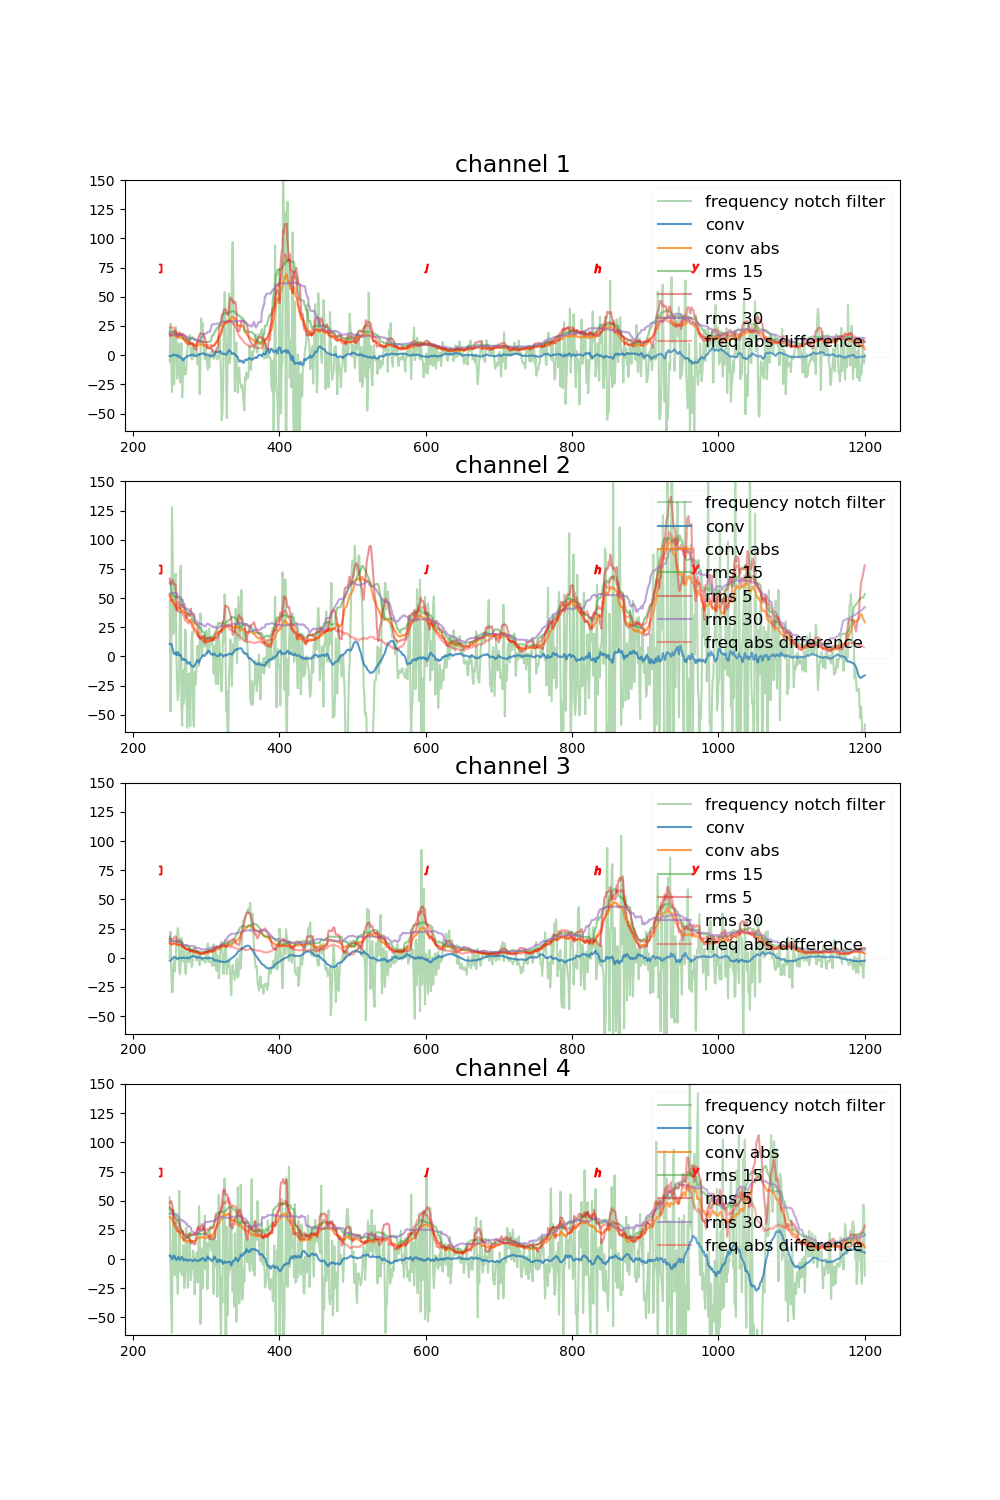 channel 1
150
125
100
75
50
25
0
−25
−50
J
h
y
frequency notch filter
conv
conv abs
rms 15
rms 5
rms 30
freq abs difference
200 400 600 800 1000 1200
channel 2
150
125
100
75
50
25
0
−25
−50
J
h
y
frequency notch filter
conv
conv abs
rms 15
rms 5
rms 30
freq abs difference
200 400 600 800 1000 1200
channel 3
150
125
100
75
50
25
0
−25
−50
J
h
y
frequency notch filter
conv
conv abs
rms 15
rms 5
rms 30
freq abs difference
200 400 600 800 1000 1200
channel 4
150
125
100
75
50
25
0
−25
−50
J
h
y
frequency notch filter
conv
conv abs
rms 15
rms 5
rms 30
freq abs difference
200 400 600 800 1000 1200